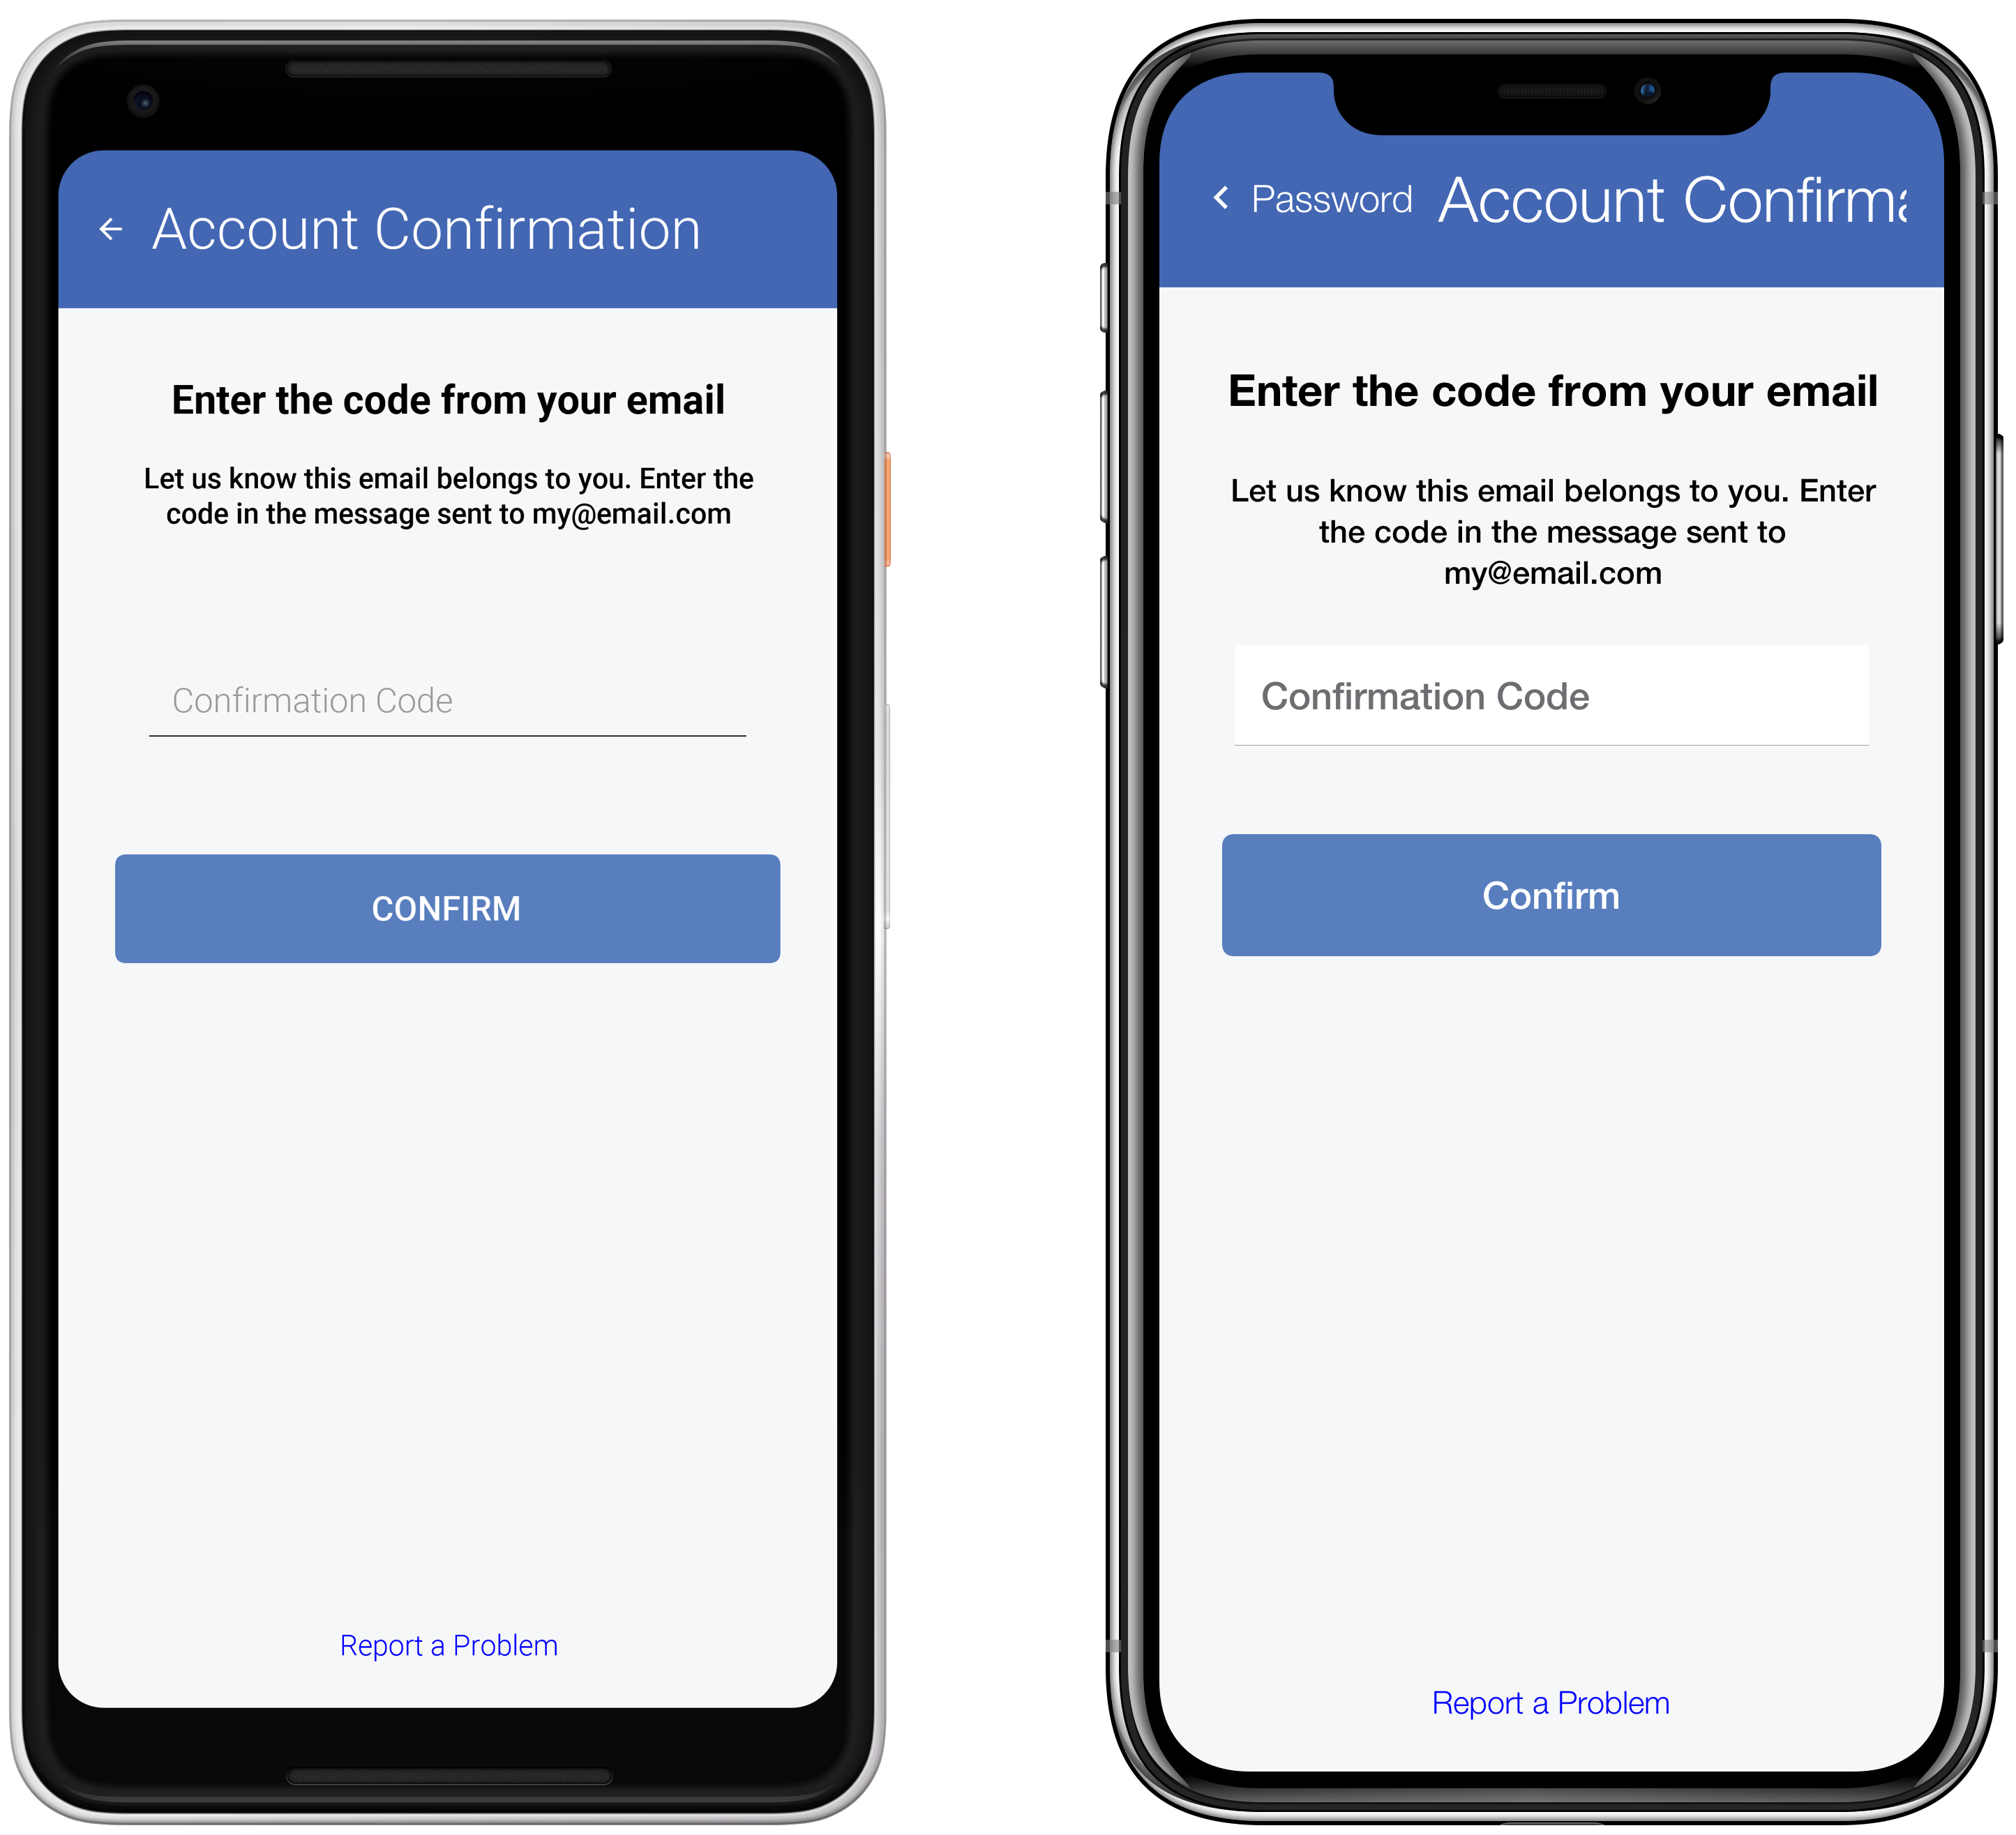 Account Confirmation
Enter the code from your email
Let us know this email belongs to you. Enter the
code in the message sent to my@email.com
Confirmation Code
CONFIRM
Report a Problem
Password
Account Confirma
Enter the code from your email
Let us know this email belongs to you. Enter
the code in the message sent to
my@email.com
Confirmation Code
Confirm
Report a Problem